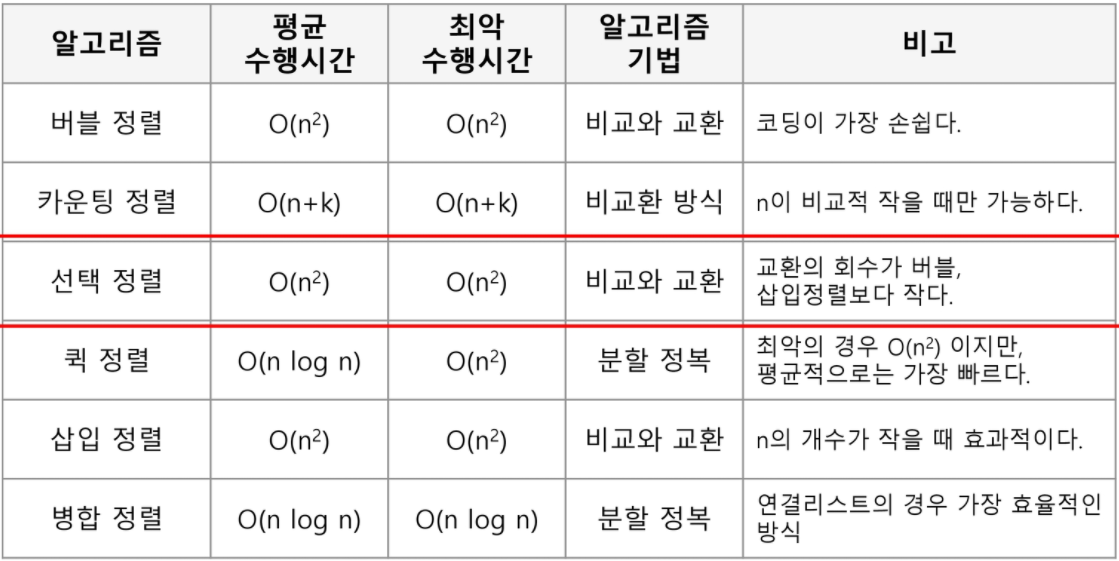 알고리즘 평균 수행시간 최악 수행시간 알고리즘 기법 비고
버블 정렬 O(n²) O(n²) 비교와 교환 코딩이 가장 손쉽다.
카운팅 정렬 O(n+k) O(n+k) 비교환 방식 n이 비교적 작을 때만 가능하다.
선택 정렬 O(n²) O(n²) 비교와 교환 교환의 회수가 버블,
삽입정렬보다 작다.
퀵 정렬 O(n log n) O(n²) 분할 정복 최악의 경우 O(n²) 이지만,
평균적으로는 가장 빠르다.
삽입 정렬 O(n²) O(n²) 비교와 교환 n의 개수가 작을 때 효과적이다.
병합 정렬 O(n log n) O(n log n) 분할 정복 연결리스트의 경우 가장 효율적인
방식